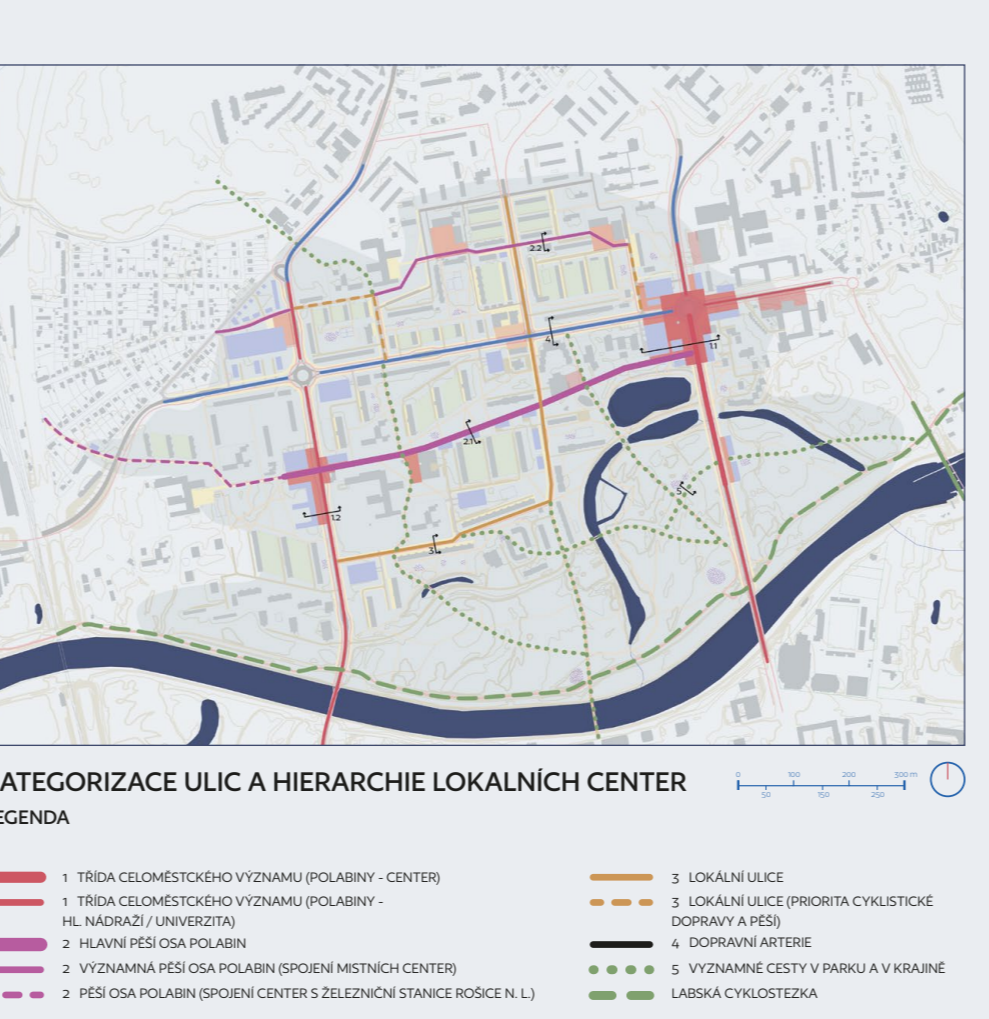 2.2
4
1.1
2.1
5
1.2
3
ATEGORIZACE ULIC A HIERARCHIE LOKALNÍCH CENTER
EGENDA
0 100 200 300 m
50 150 250
1 TŘÍDA CELOMĚSTCKÉHO VÝZNAMU (POLABINY - CENTER)
1 TŘÍDA CELOMĚSTCKÉHO VÝZNAMU (POLABINY -
HL. NÁDRAŽÍ / UNIVERZITA)
2 HLAVNÍ PĚŠÍ OSA POLABIN
2 VÝZNAMNÁ PĚŠÍ OSA POLABIN (SPOJENÍ MISTNÍCH CENTER)
2 PĚŠÍ OSA POLABIN (SPOJENÍ CENTER S ŽELEZNIČNÍ STANICE ROŠICE N. L.)
3 LOKÁLNÍ ULICE
3 LOKÁLNÍ ULICE (PRIORITA CYKLISTICKÉ
DOPRAVY A PĚŠÍ)
4 DOPRAVNÍ ARTERIE
5 VYZNAMNÉ CESTY V PARKU A V KRAJINĚ
LABSKÁ CYKLOSTEZKA